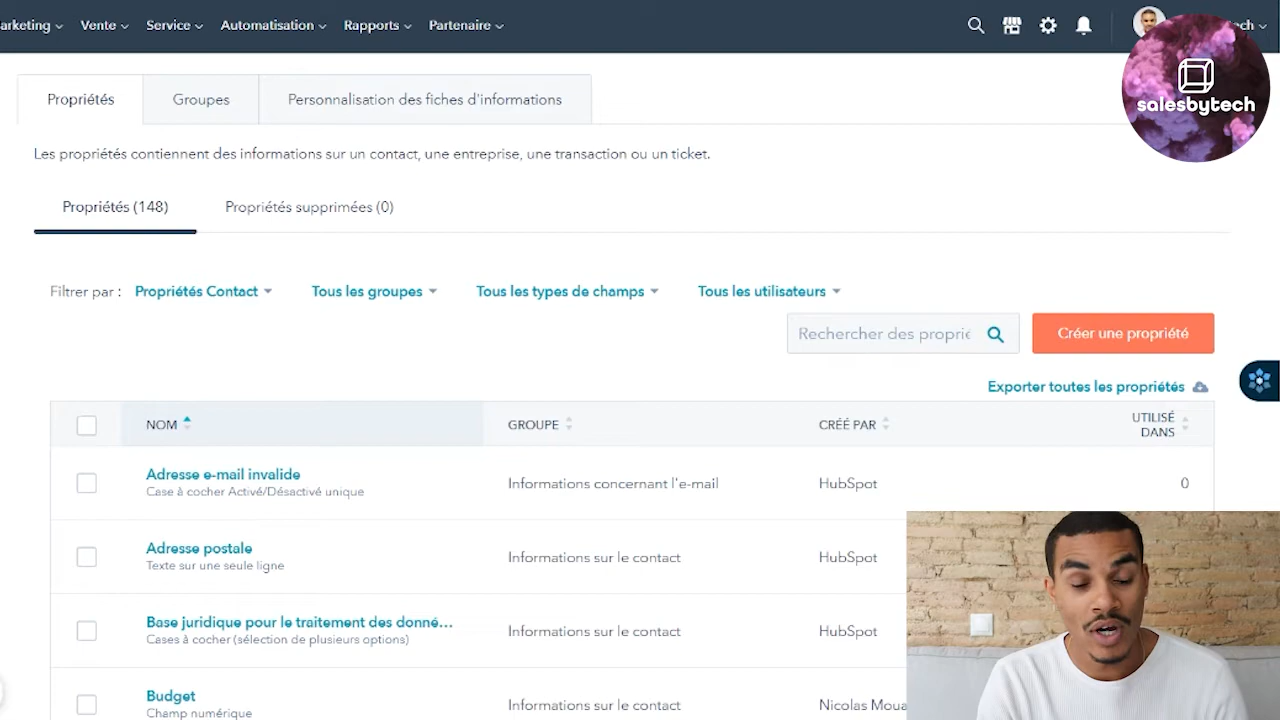 Vente
Service
Automatisation
Rapports
Partenaire
salesbytech
Propriétés
Groupes
Personnalisation des fiches d'informations
Les propriétés contiennent des informations sur un contact, une entreprise, une transaction ou un ticket.
Propriétés (148)
Propriétés supprimées (0)
Filtrer par : Propriétés Contact Tous les groupes Tous les types de champs Tous les utilisateurs
Rechercher des proprié
Créer une propriété
Exporter toutes les propriétés
NOM GROUPE CRÉÉ PAR UTILISÉ
DANS
Adresse e-mail invalide
Case à cocher Activé/Désactivé unique
Informations concernant l'e-mail HubSpot 0
Adresse postale
Texte sur une seule ligne
Informations sur le contact HubSpot
Base juridique pour le traitement des donné...
Cases à cocher (sélection de plusieurs options)
Informations sur le contact HubSpot
Budget
Champ numérique
Informations sur le contact Nicolas